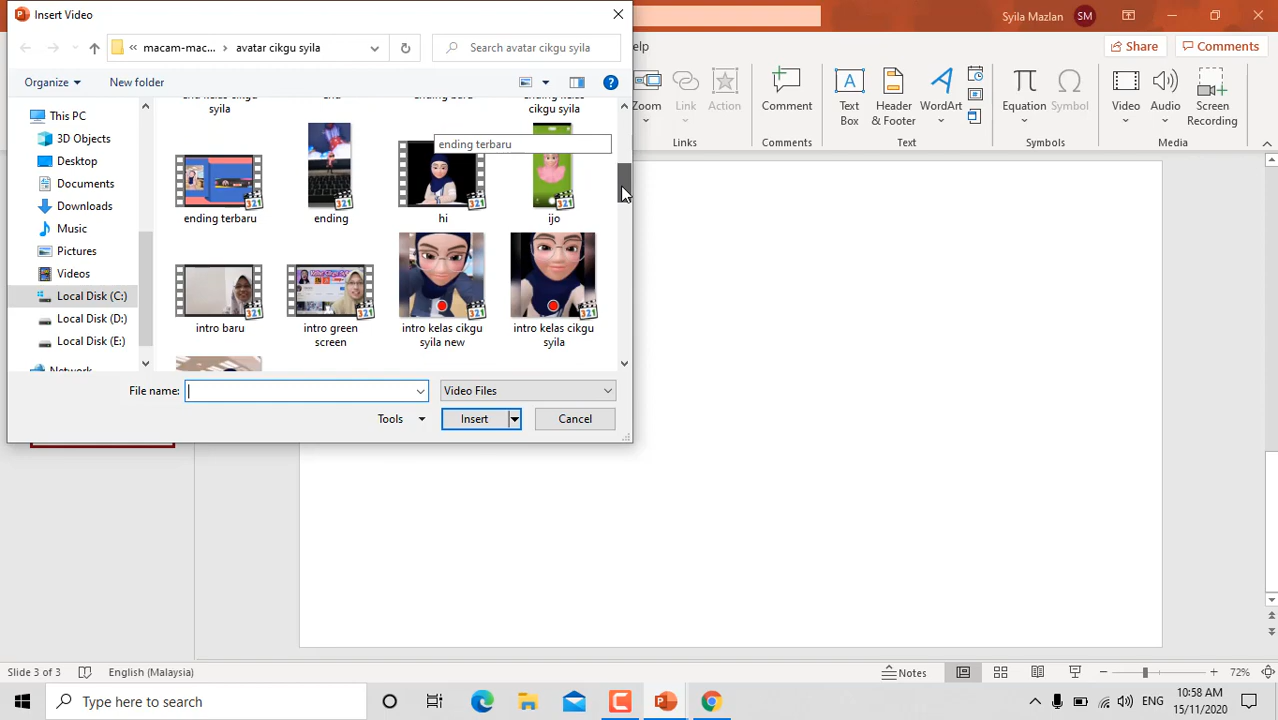 Insert Video
Syila Mazlan SM
macam-mac... avatar cikgu syila
Search avatar cikgu syila
elp
Share
Comments
Organize
New folder
Zoom
Link
Action
Comment
Text
Box
Header
& Footer
WordArt
Equation
Symbol
Video
Audio
Screen
Recording
Links
Comments
Text
Symbols
Media
This PC
3D Objects
Desktop
Documents
Downloads
Music
Pictures
Videos
Local Disk (C:)
Local Disk (D:)
Local Disk (E:)
syila
ending kelas
cikgu syila
ending terbaru
ending terbaru
ending
hi
ijo
intro baru
intro green
screen
intro kelas cikgu
syila new
intro kelas cikgu
syila
File name:
Video Files
Tools
Insert
Cancel
Slide 3 of 3
English (Malaysia)
Notes
72%
Type here to search
ENG
10:58 AM
15/11/2020